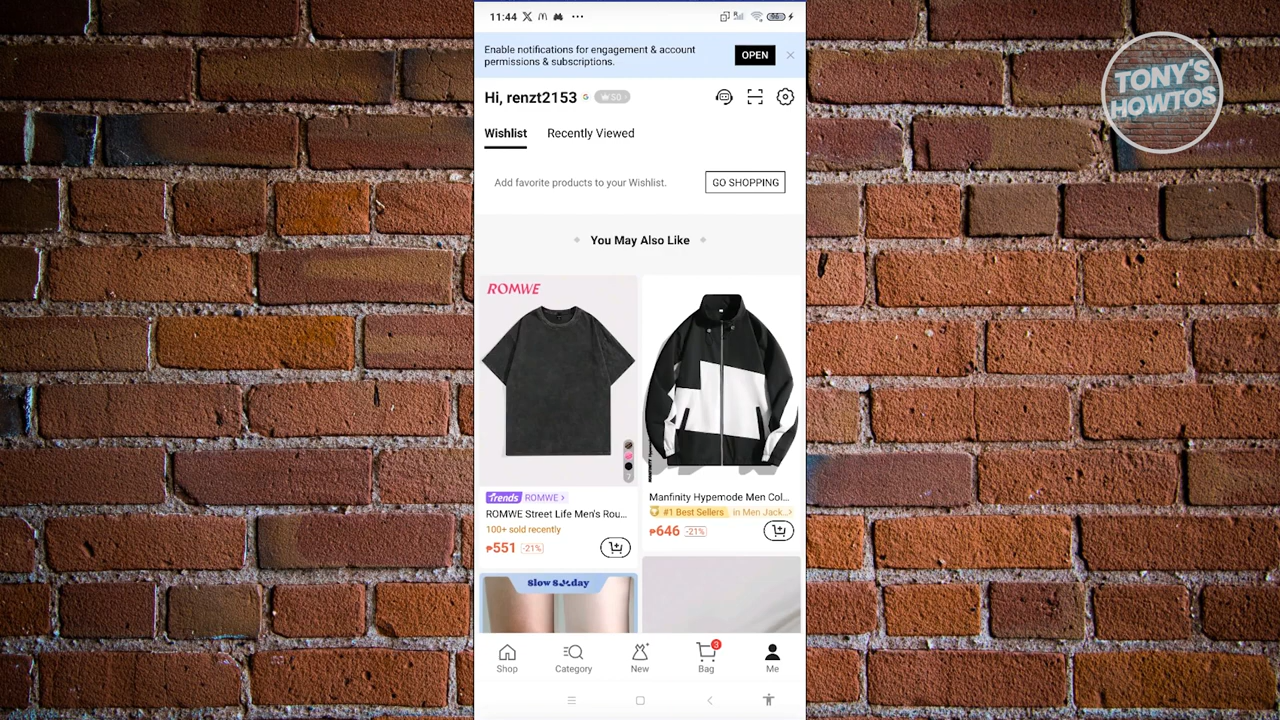 11:44
Enable notifications for engagement & account
permissions & subscriptions.
OPEN
Hi, renzt2153
50 >
Wishlist
Recently Viewed
Add favorite products to your Wishlist.
GO SHOPPING
You May Also Like
ROMWE
Trends ROMWE >
ROMWE Street Life Men's Rou...
100+ sold recently
₱551 -21%
Manfinity Hypemode Men Col...
#1 Best Sellers in Men Jack... >
₱646 -21%
Slow Sunday
Shop
Category
New
3
Bag
Me
TONY'S
HOWTOS